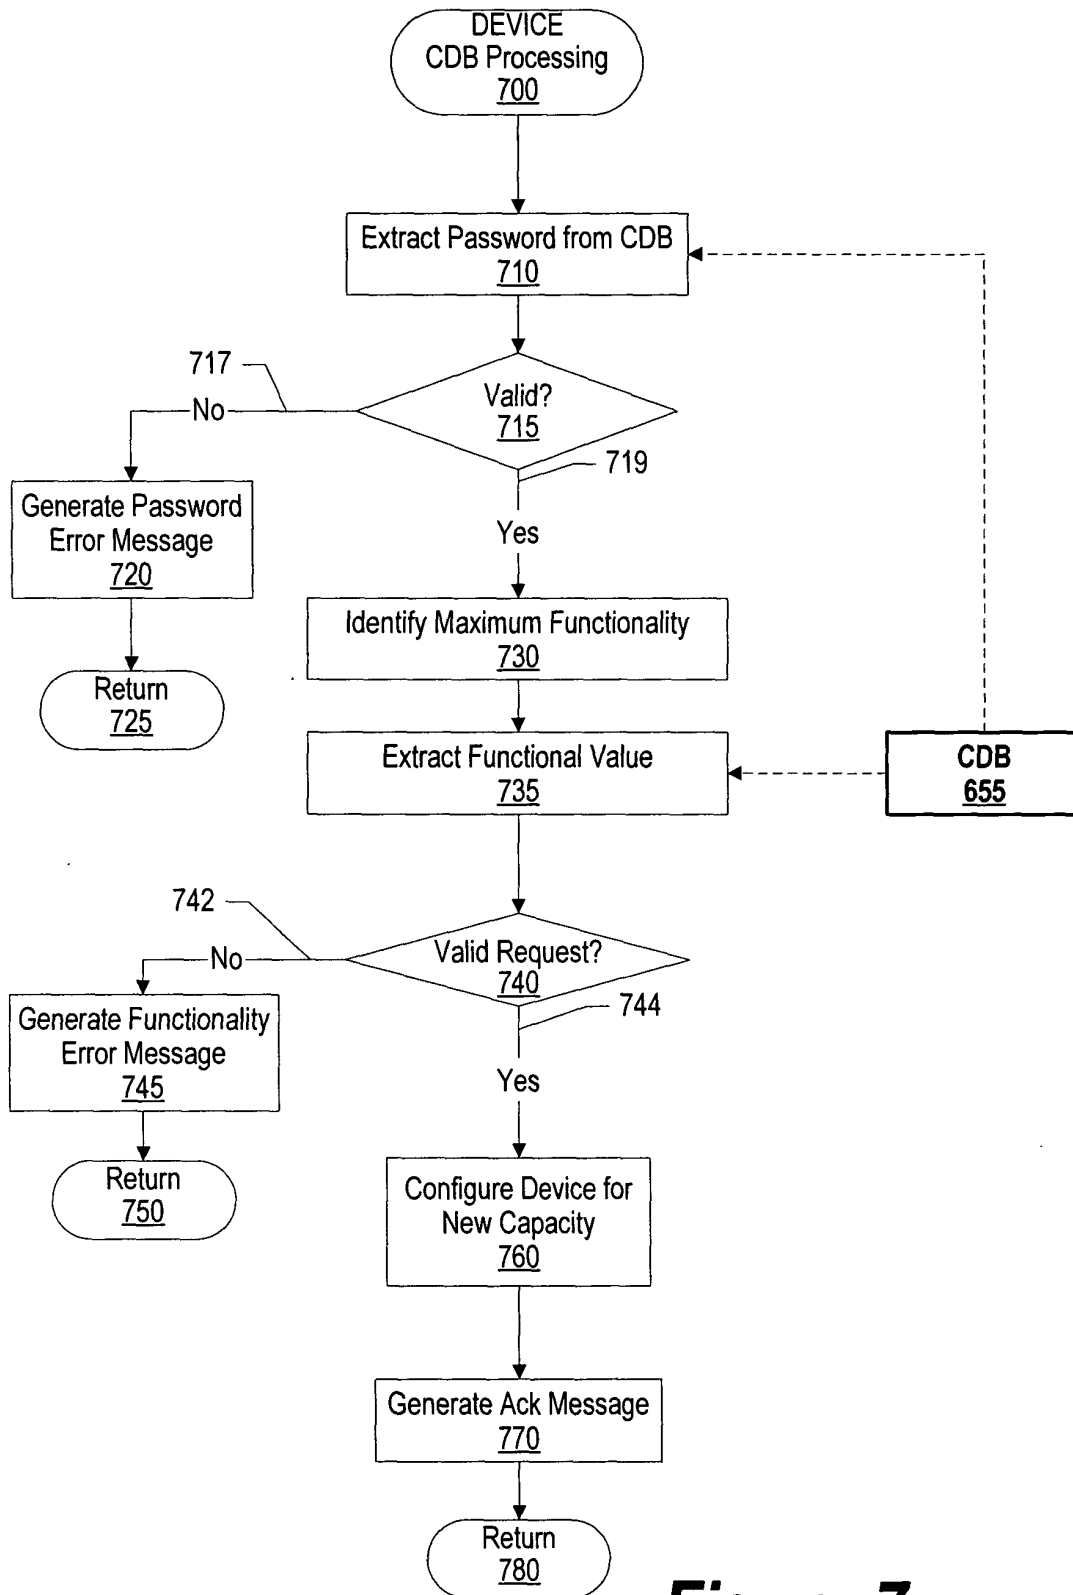 DEVICE
CDB Processing
700
Extract Password from CDB
710
717
No
Valid?
715
719
Yes
Generate Password
Error Message
720
Return
725
Identify Maximum Functionality
730
Extract Functional Value
735
CDB
655
742
No
Valid Request?
740
744
Yes
Generate Functionality
Error Message
745
Return
750
Configure Device for
New Capacity
760
Generate Ack Message
770
Return
780
Figure 7